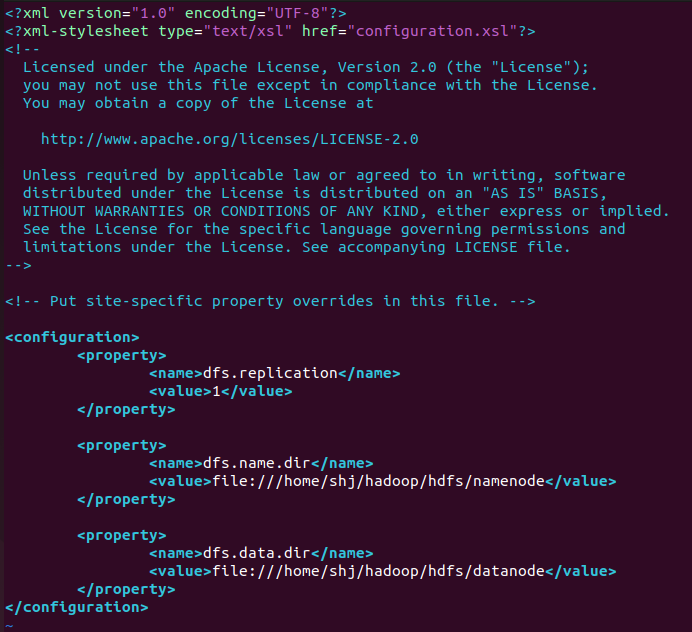 <?xml version="1.0" encoding="UTF-8"?>
<?xml-stylesheet type="text/xsl" href="configuration.xsl"?>
<!--
  Licensed under the Apache License, Version 2.0 (the "License");
  you may not use this file except in compliance with the License.
  You may obtain a copy of the License at

    http://www.apache.org/licenses/LICENSE-2.0

  Unless required by applicable law or agreed to in writing, software
  distributed under the License is distributed on an "AS IS" BASIS,
  WITHOUT WARRANTIES OR CONDITIONS OF ANY KIND, either express or implied.
  See the License for the specific language governing permissions and
  limitations under the License. See accompanying LICENSE file.
-->

<!-- Put site-specific property overrides in this file. -->

<configuration>
        <property>
                <name>dfs.replication</name>
                <value>1</value>
        </property>

        <property>
                <name>dfs.name.dir</name>
                <value>file:///home/shj/hadoop/hdfs/namenode</value>
        </property>

        <property>
                <name>dfs.data.dir</name>
                <value>file:///home/shj/hadoop/hdfs/datanode</value>
        </property>
</configuration>
~